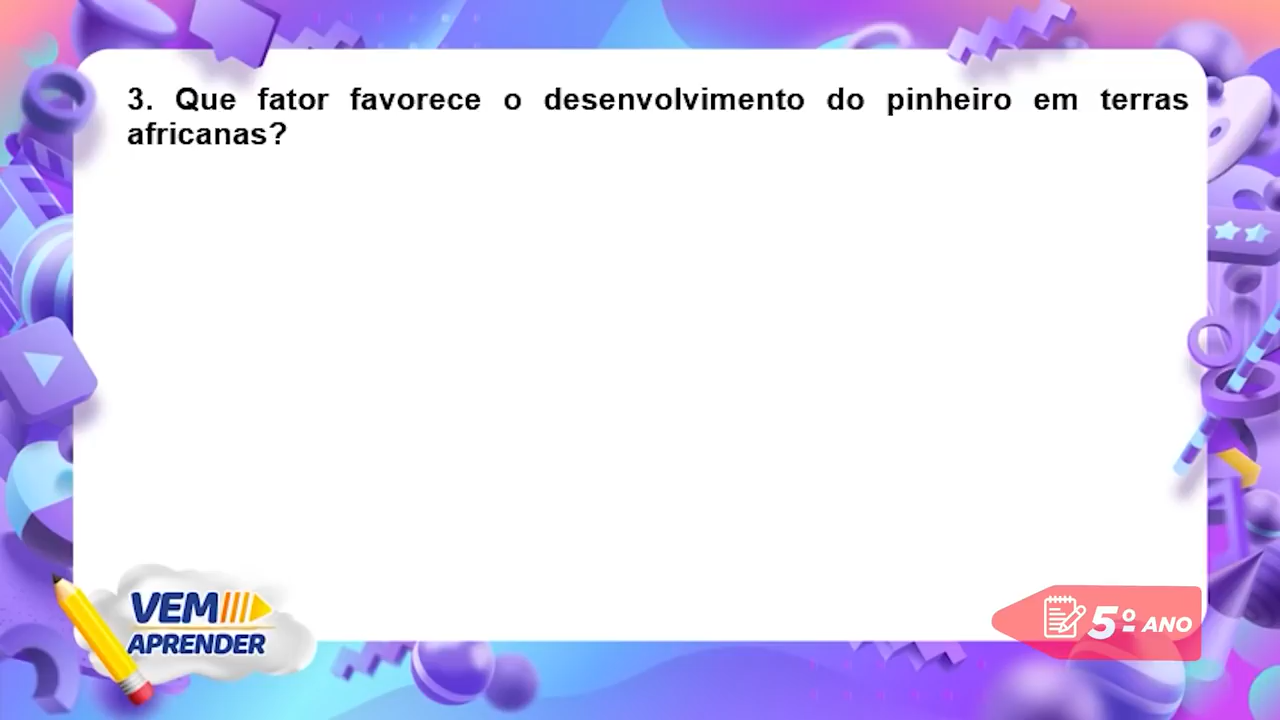 3. Que fator favorece o desenvolvimento do pinheiro em terras
africanas?
VEM
APRENDER
5º ANO